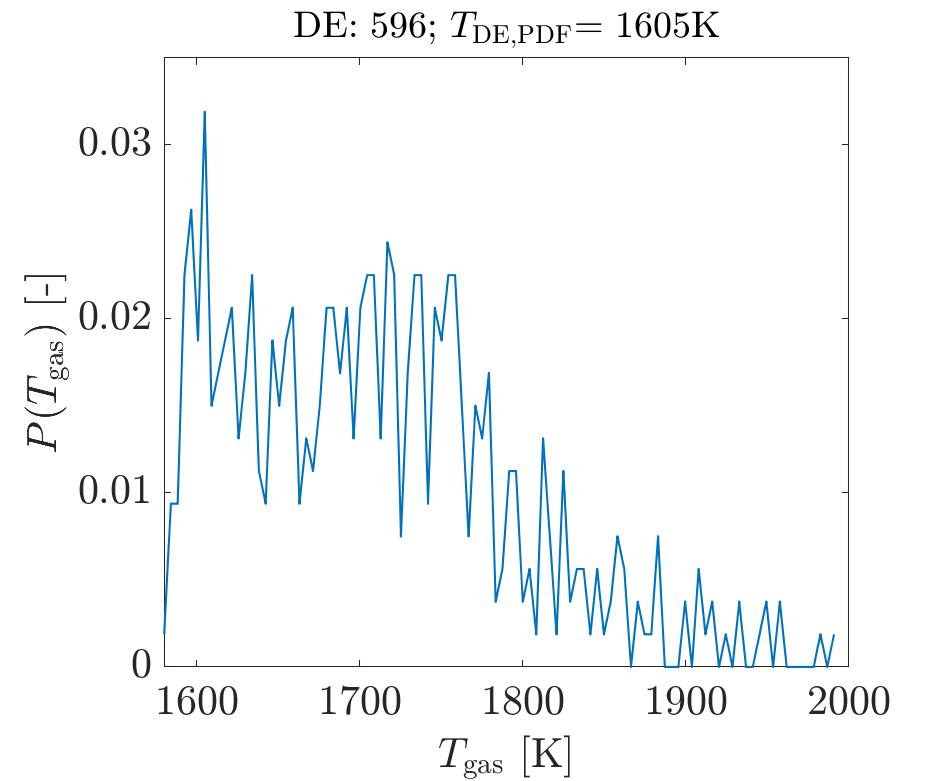 DE: 596; T_DE,PDF= 1605K
0.03
0.02
0.01
0
P(T_gas) [-]
1600 1700 1800 1900 2000
T_gas [K]